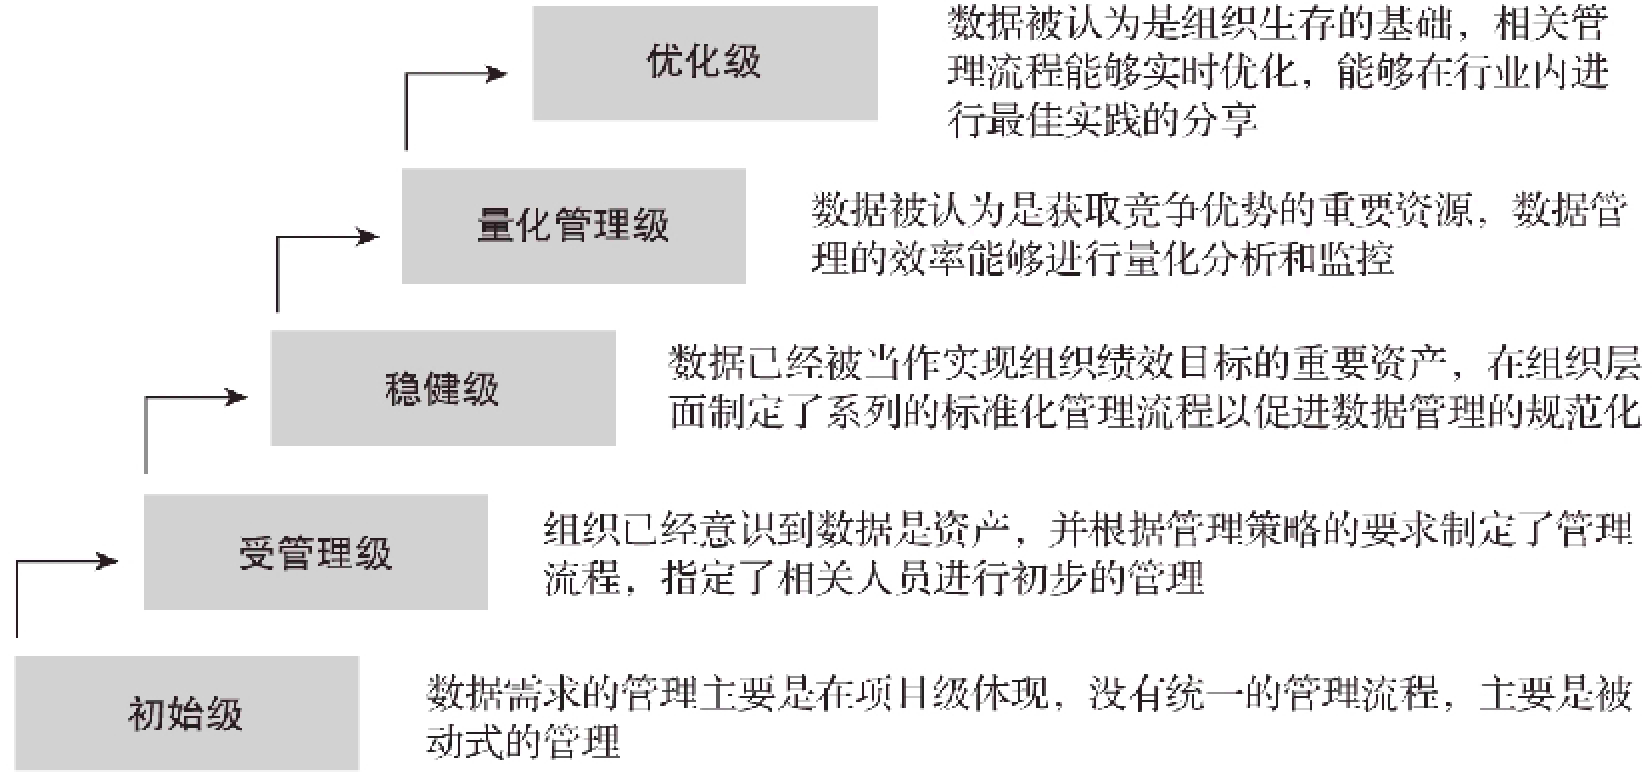 优化级
数据被认为是组织生存的基础，相关管
理流程能够实时优化，能够在行业内进
行最佳实践的分享
量化管理级
数据被认为是获取竞争优势的重要资源，数据管
理的效率能够进行量化分析和监控
稳健级
数据已经被当作实现组织绩效目标的重要资产，在组织层
面制定了系列的标准化管理流程以促进数据管理的规范化
受管理级
组织已经意识到数据是资产，并根据管理策略的要求制定了管理
流程，指定了相关人员进行初步的管理
初始级
数据需求的管理主要是在项目级体现，没有统一的管理流程，主要是被
动式的管理